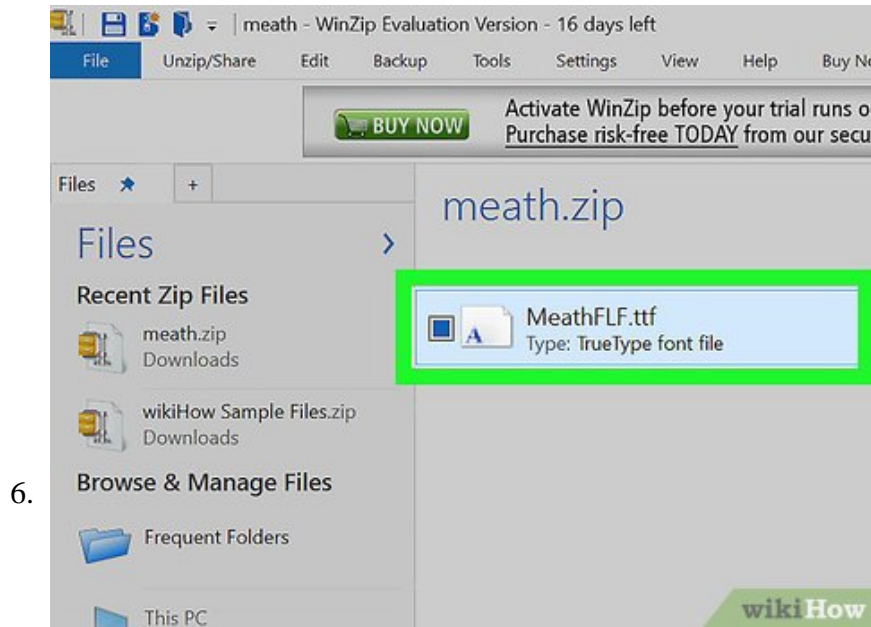 meath - WinZip Evaluation Version - 16 days left
File Unzip/Share Edit Backup Tools Settings View Help Buy
BUY NOW
Activate WinZip before your trial runs
Purchase risk-free TODAY from our
Files +
Files >
meath.zip
Recent Zip Files
meath.zip
Downloads
MeathFLF.ttf
Type: TrueType font file
wikiHow Sample Files.zip
Downloads
Browse & Manage Files
6.
Frequent Folders
This PC
wikiHow
A